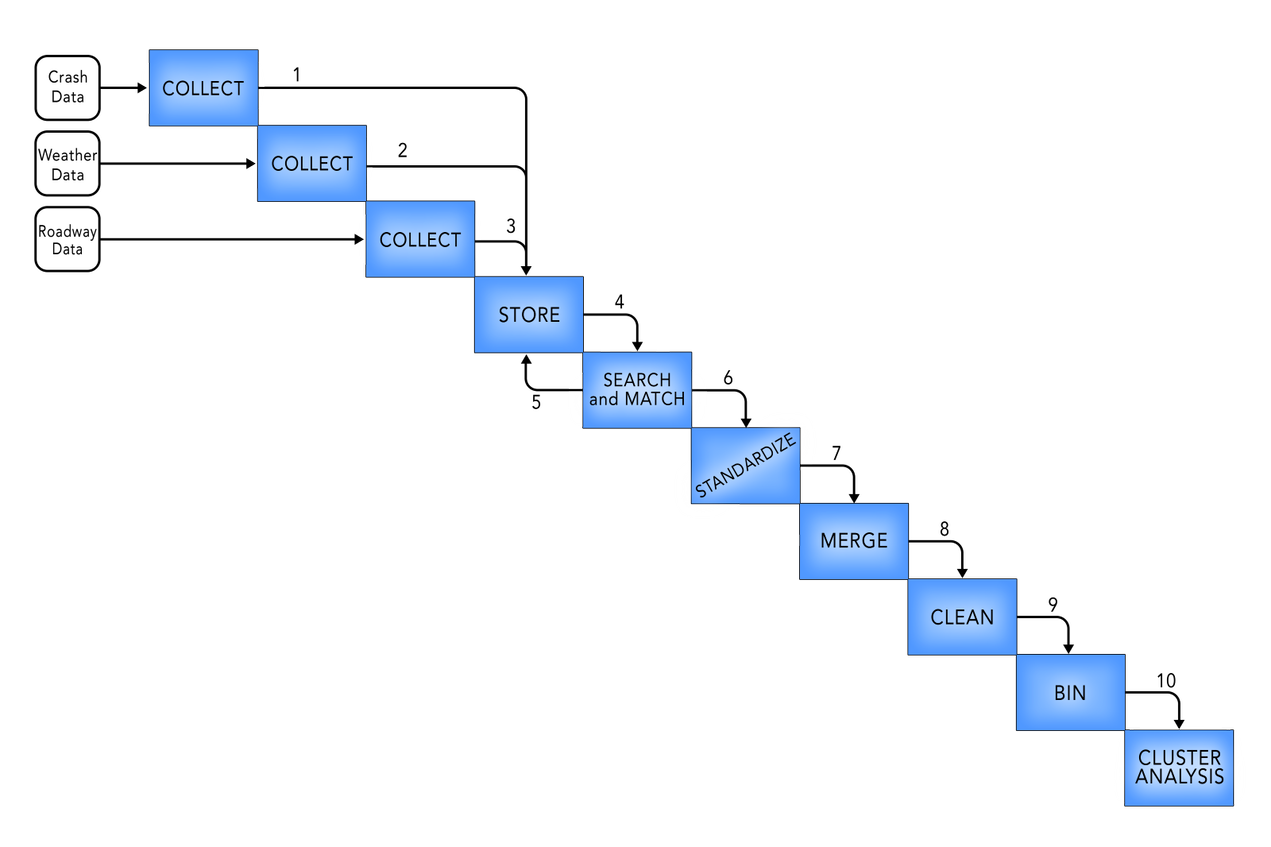 Crash
Data
COLLECT
1
Weather
Data
COLLECT
2
Roadway
Data
COLLECT
3
STORE
4
SEARCH
and MATCH
5
6
STANDARDIZE
7
MERGE
8
CLEAN
9
BIN
10
CLUSTER
ANALYSIS